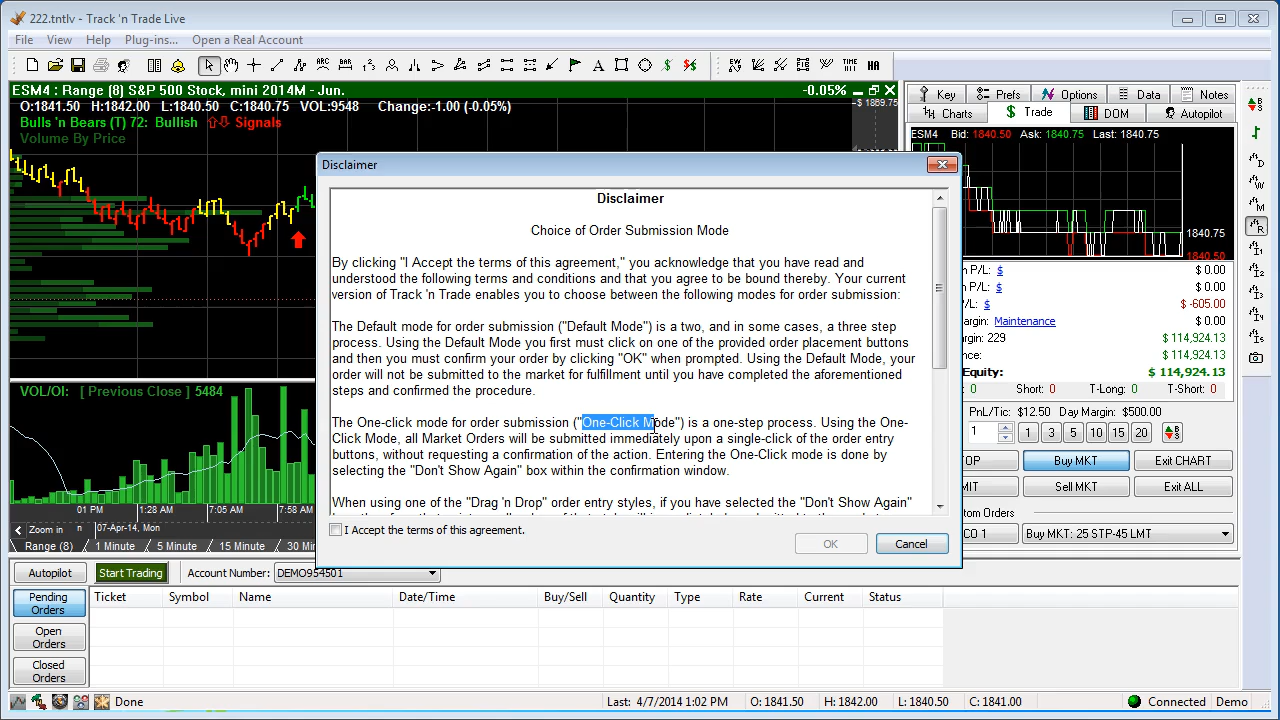 222.tntlv - Track 'n Trade Live
File View Help Plug-ins... Open a Real Account
ABC BAR 123 A $ $$ TIME HA
ESM4 : Range (8) S&P 500 Stock, mini 2014M - Jun. -0.05%
O:1841.50 H:1842.00 L:1840.50 C:1840.75 VOL:9548 Change:-1.00 (-0.05%)
Bulls 'n Bears (T) 72: Bullish Signals
Volume By Price
$ 1889.75
Key Prefs Options Data Notes
Charts $ Trade DOM Autopilot
ESM4 Bid: 1840.50 Ask: 1840.75 Last: 1840.75
1840.75
1840.50
P/L: $ $ 0.00
P/L: $ $ 0.00
P/L: $ $ -605.00
Maintenance $ 0.00
229 $ 114,924.13
$ 114,924.13
Equity: $ 114,924.13
Long: 0 Short: 0 T-Long: 0 T-Short: 0
PnL/Tic: $12.50 Day Margin: $500.00
1 1 3 5 10 15 20
Buy MKT Exit CHART
Sell MKT Exit ALL
Orders
Buy MKT: 25 STP-45 LMT
Disclaimer
Disclaimer
Choice of Order Submission Mode
By clicking "I Accept the terms of this agreement," you acknowledge that you have read and
understood the following terms and conditions and that you agree to be bound thereby. Your current
version of Track 'n Trade enables you to choose between the following modes for order submission:
The Default mode for order submission ("Default Mode") is a two, and in some cases, a three step
process. Using the Default Mode you first must click on one of the provided order placement buttons
and then you must confirm your order by clicking "OK" when prompted. Using the Default Mode, your
order will not be submitted to the market for fulfillment until you have completed the aforementioned
steps and confirmed the procedure.
The One-click mode for order submission ("One-Click Mode") is a one-step process. Using the One-
Click Mode, all Market Orders will be submitted immediately upon a single-click of the order entry
buttons, without requesting a confirmation of the action. Entering the One-Click mode is done by
selecting the "Don't Show Again" box within the confirmation window.
When using one of the "Drag 'n Drop" order entry styles, if you have selected the "Don't Show Again"
I Accept the terms of this agreement.
OK Cancel
VOL/OI: [ Previous Close ] 5484
01 PM 1:28 AM 7:05 AM 7:58 AM
Zoom in 07-Apr-14, Mon
Range (8) 1 Minute 5 Minute 15 Minute 30 Min
Autopilot Start Trading Account Number: DEMO954501
Pending Orders
Open Orders
Closed Orders
Ticket Symbol Name Date/Time Buy/Sell Quantity Type Rate Current Status
Done Last: 4/7/2014 1:02 PM O: 1841.50 H: 1842.00 L: 1840.50 C: 1841.00 Connected Demo